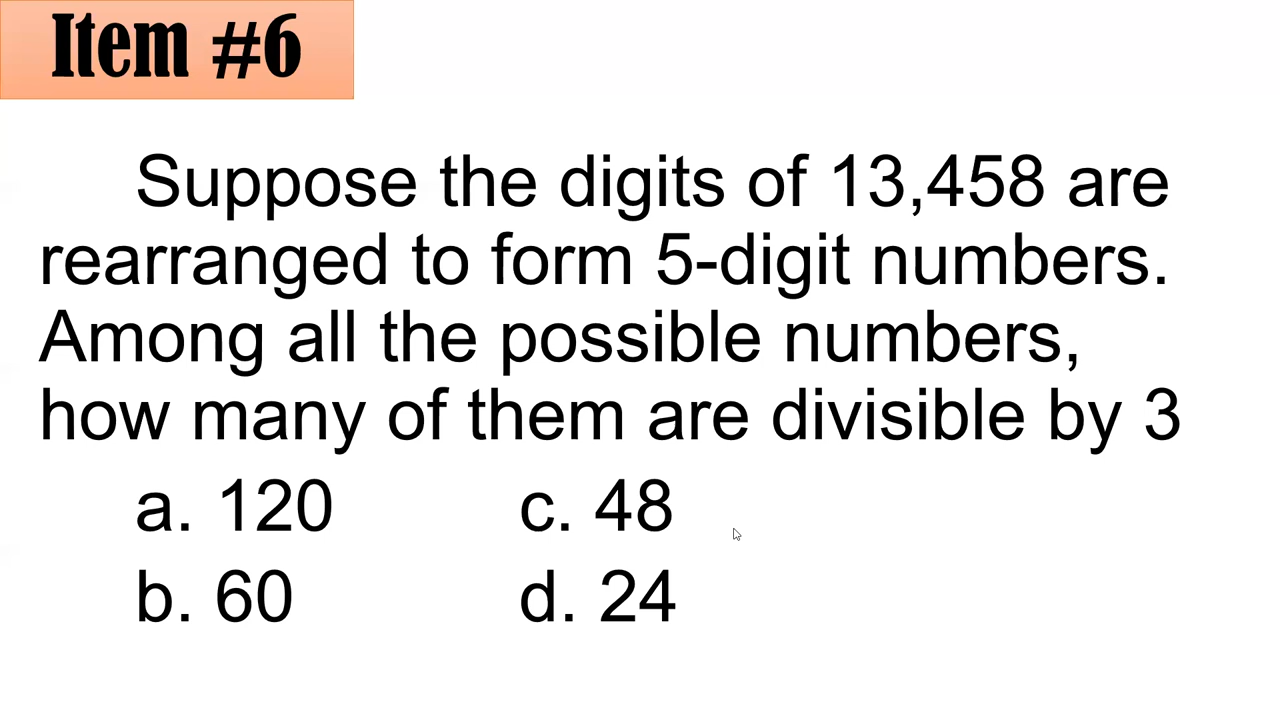 Item #6
Suppose the digits of 13,458 are
rearranged to form 5-digit numbers.
Among all the possible numbers,
how many of them are divisible by 3
a. 120 c. 48
b. 60 d. 24